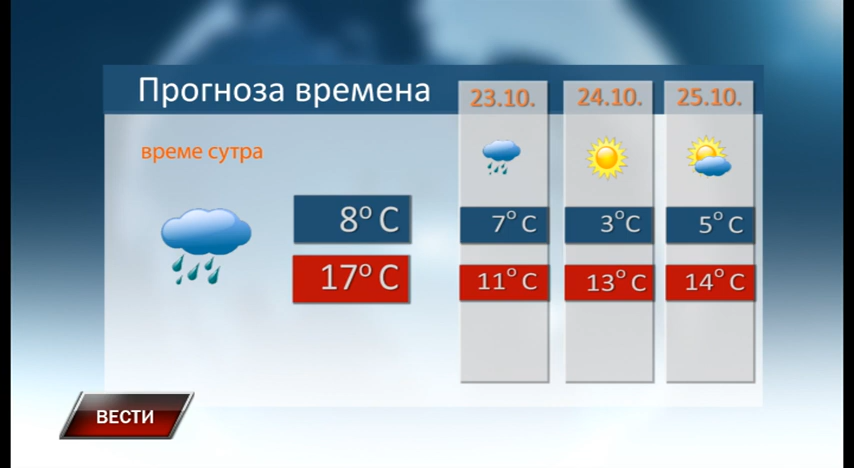 Прогноза времена
време сутра
8° C
17° C
23.10.
7° C
11° C
24.10.
3°C
13° C
25.10.
5° C
14° C
ВЕСТИ